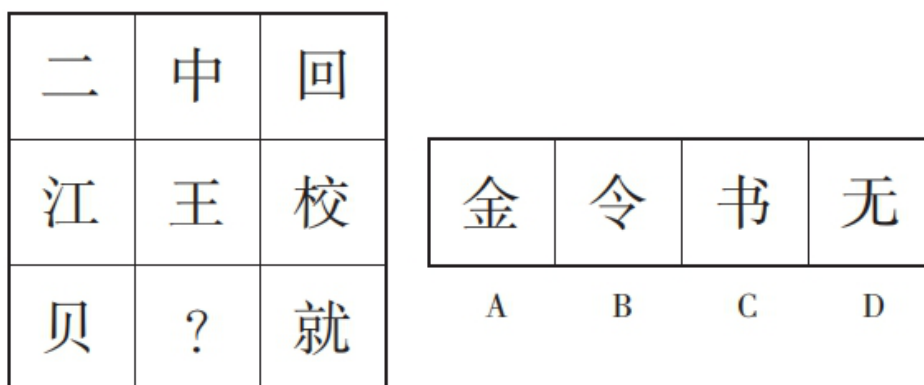 二 中 回
江 王 校
贝 ? 就
金 令 书 无
A B C D